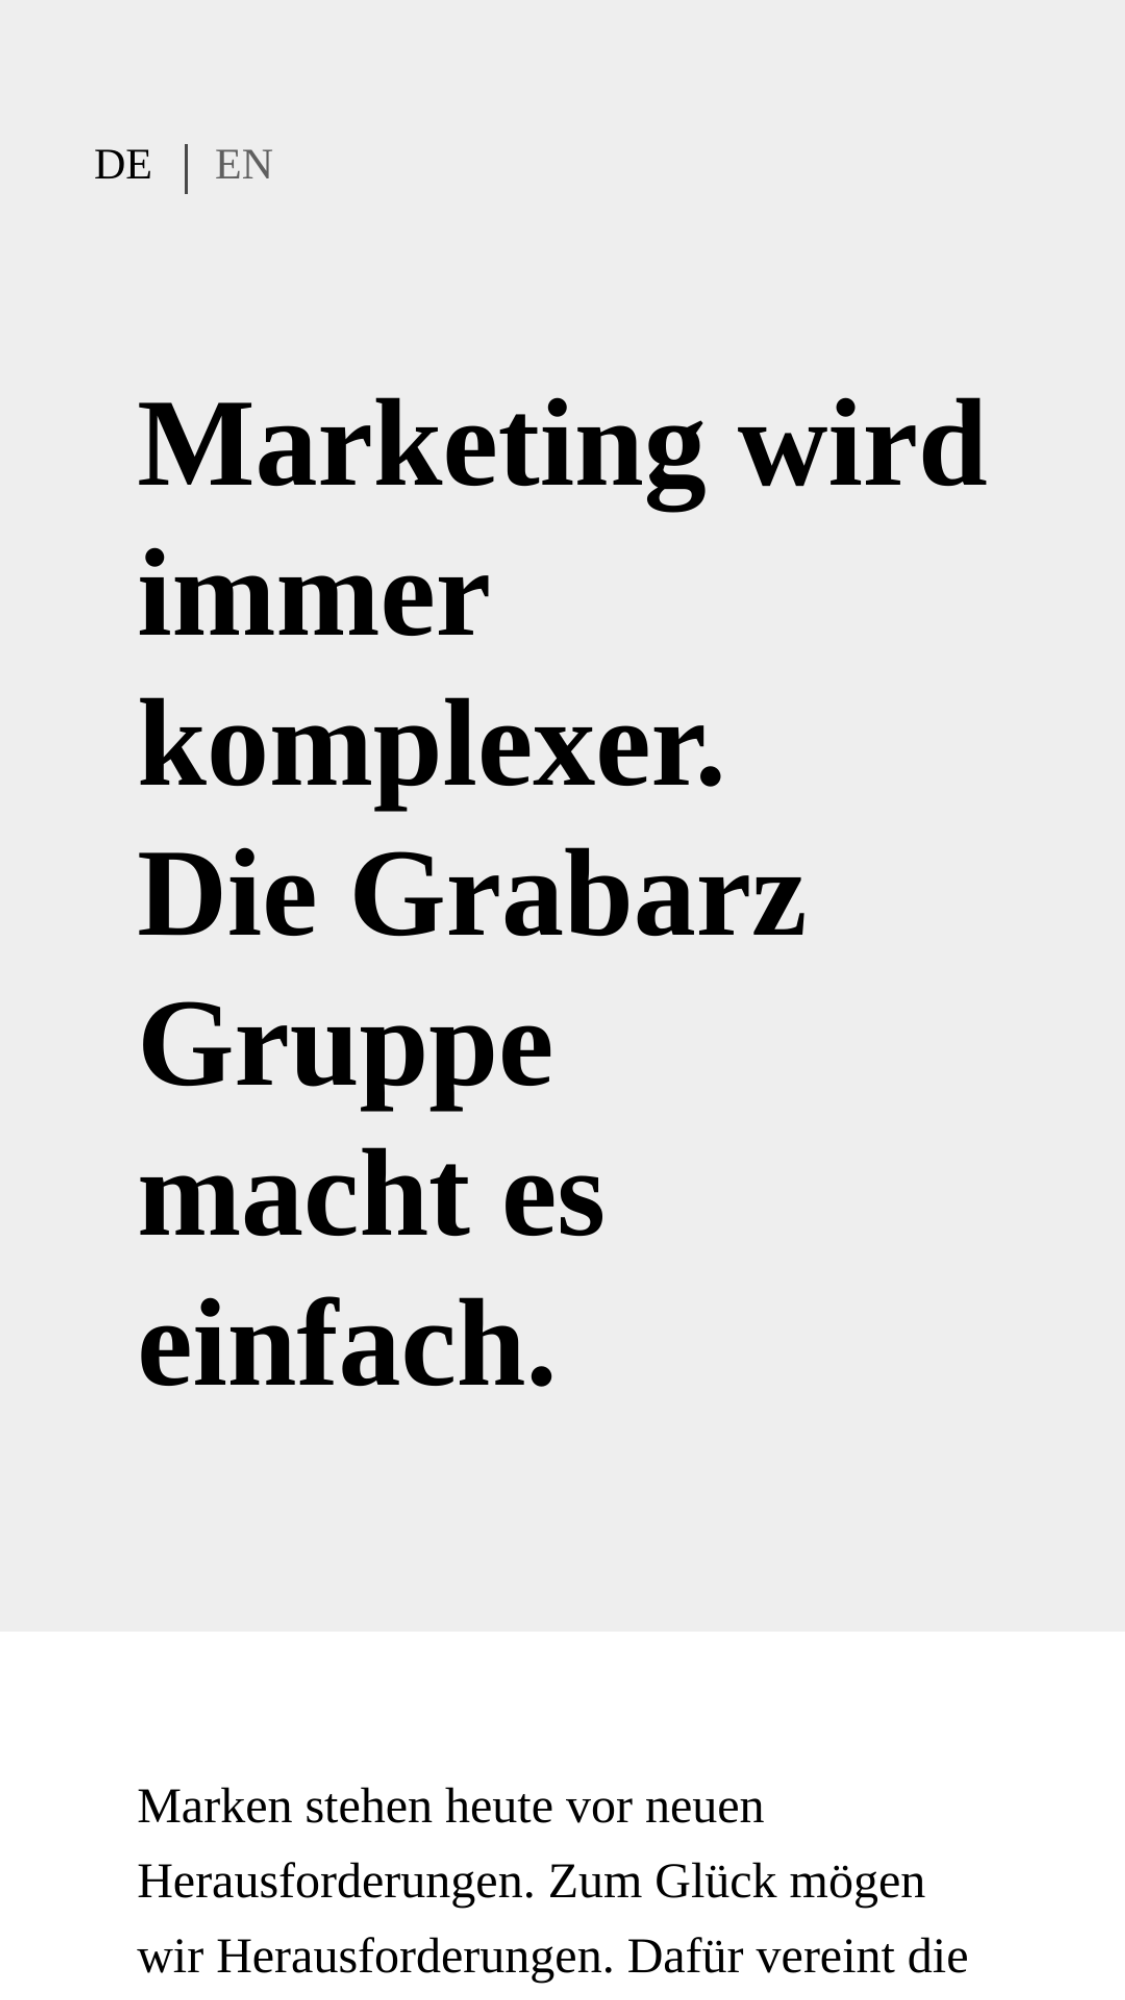 DE | EN
Marketing wird
immer
komplexer.
Die Grabarz
Gruppe
macht es
einfach.
Marken stehen heute vor neuen
Herausforderungen. Zum Glück mögen
wir Herausforderungen. Dafür vereint die